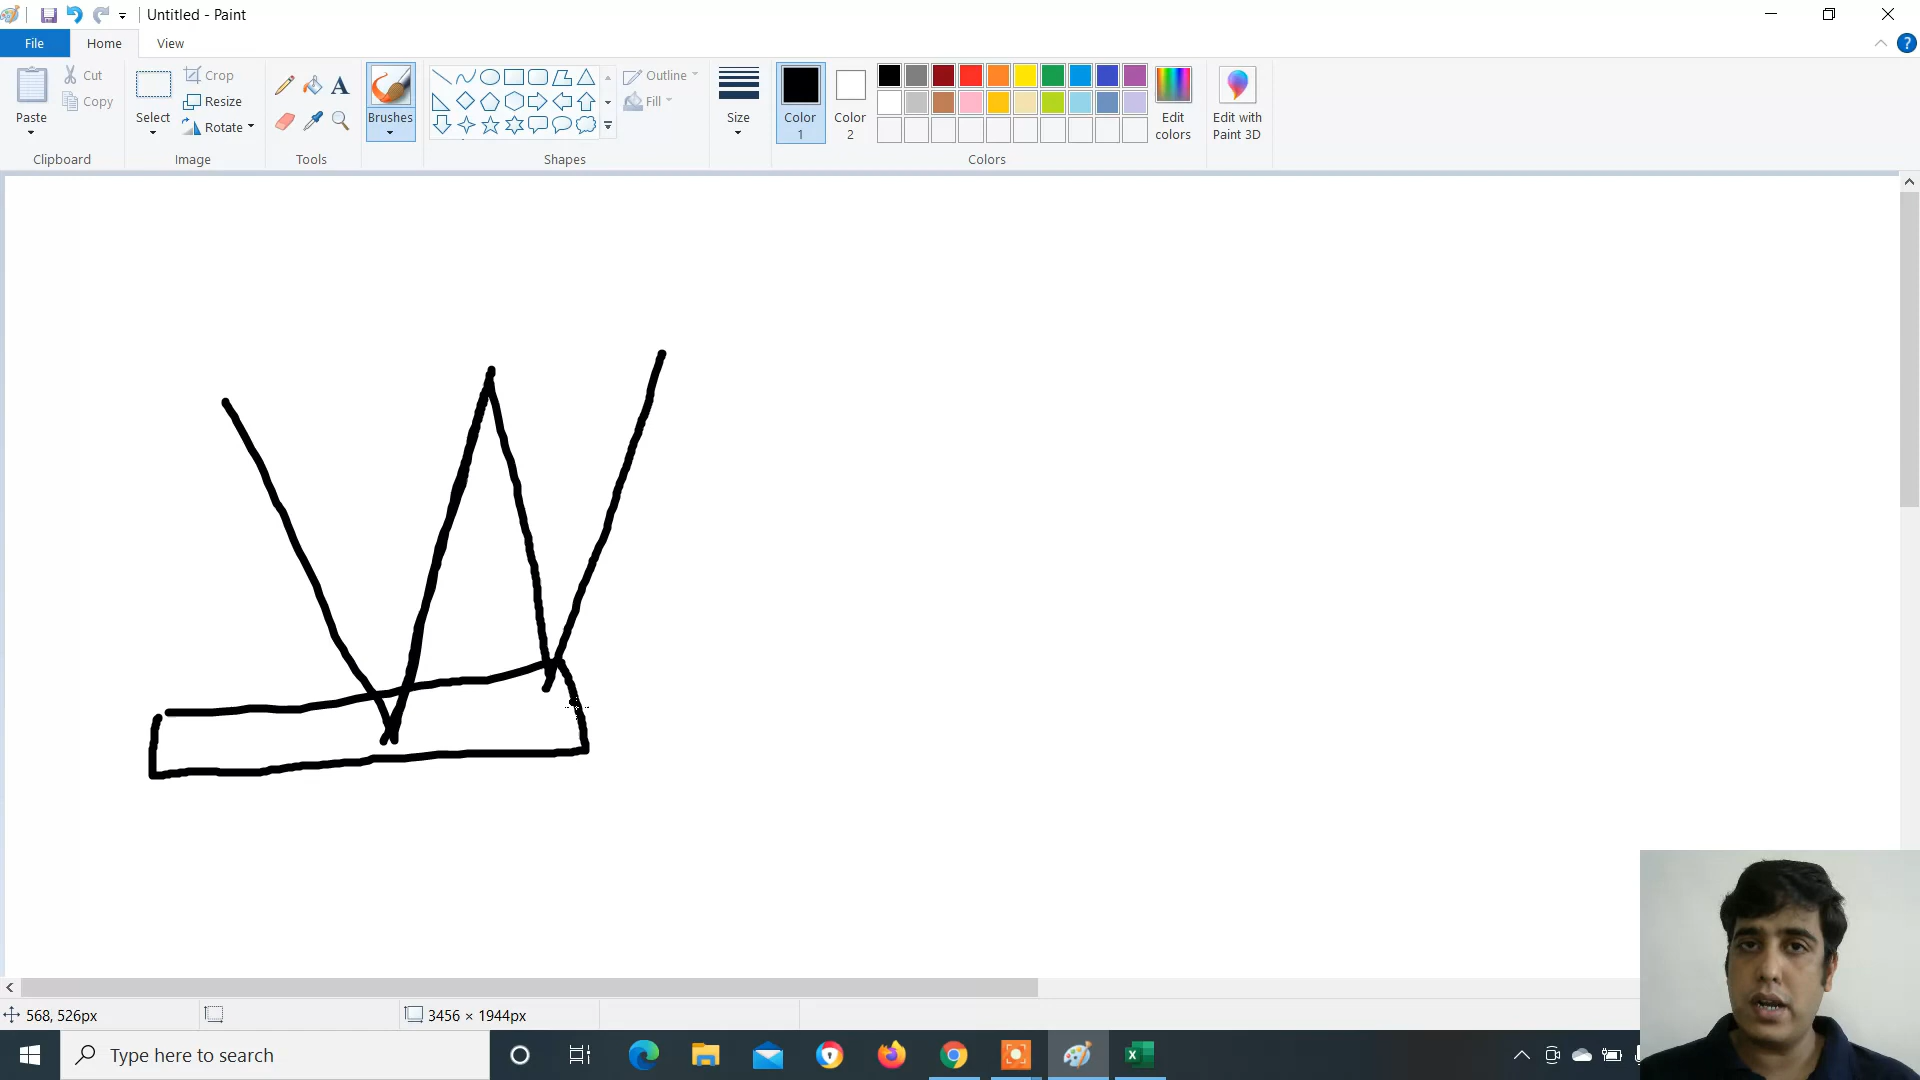 Untitled - Paint
File Home View
Paste
Cut
Copy
Clipboard
Select
Crop
Resize
Rotate
Image
A
Tools
Brushes
Outline
Fill
Shapes
Size
Color
1
Color
2
Edit
colors
Colors
Edit with
Paint 3D
?
568, 526px
3456 × 1944px
Type here to search